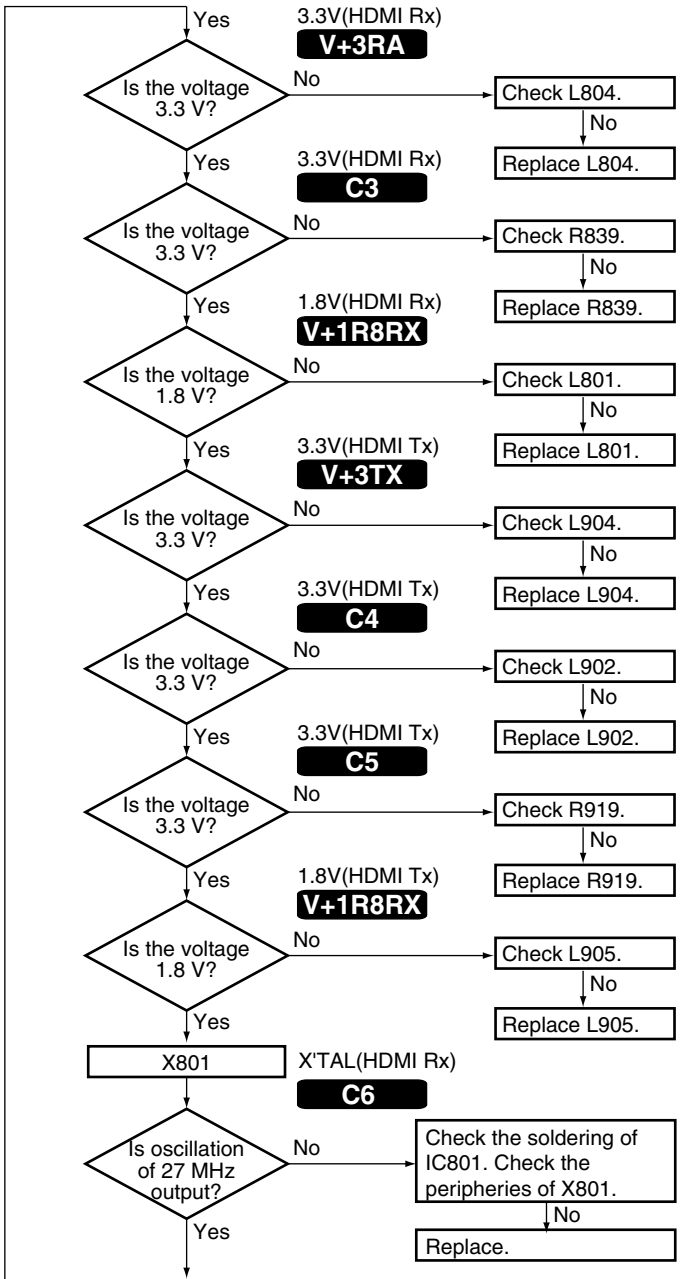 Yes
3.3V(HDMI Rx)
V+3RA
Is the voltage
3.3 V?
No
Check L804.
No
Replace L804.
Yes
3.3V(HDMI Rx)
C3
Is the voltage
3.3 V?
No
Check R839.
No
Replace R839.
Yes
1.8V(HDMI Rx)
V+1R8RX
Is the voltage
1.8 V?
No
Check L801.
No
Replace L801.
Yes
3.3V(HDMI Tx)
V+3TX
Is the voltage
3.3 V?
No
Check L904.
No
Replace L904.
Yes
3.3V(HDMI Tx)
C4
Is the voltage
3.3 V?
No
Check L902.
No
Replace L902.
Yes
3.3V(HDMI Tx)
C5
Is the voltage
3.3 V?
No
Check R919.
No
Replace R919.
Yes
1.8V(HDMI Tx)
V+1R8RX
Is the voltage
1.8 V?
No
Check L905.
No
Replace L905.
Yes
X801
X'TAL(HDMI Rx)
C6
Is oscillation
of 27 MHz
output?
No
Check the soldering of
IC801. Check the
peripheries of X801.
No
Replace.
Yes